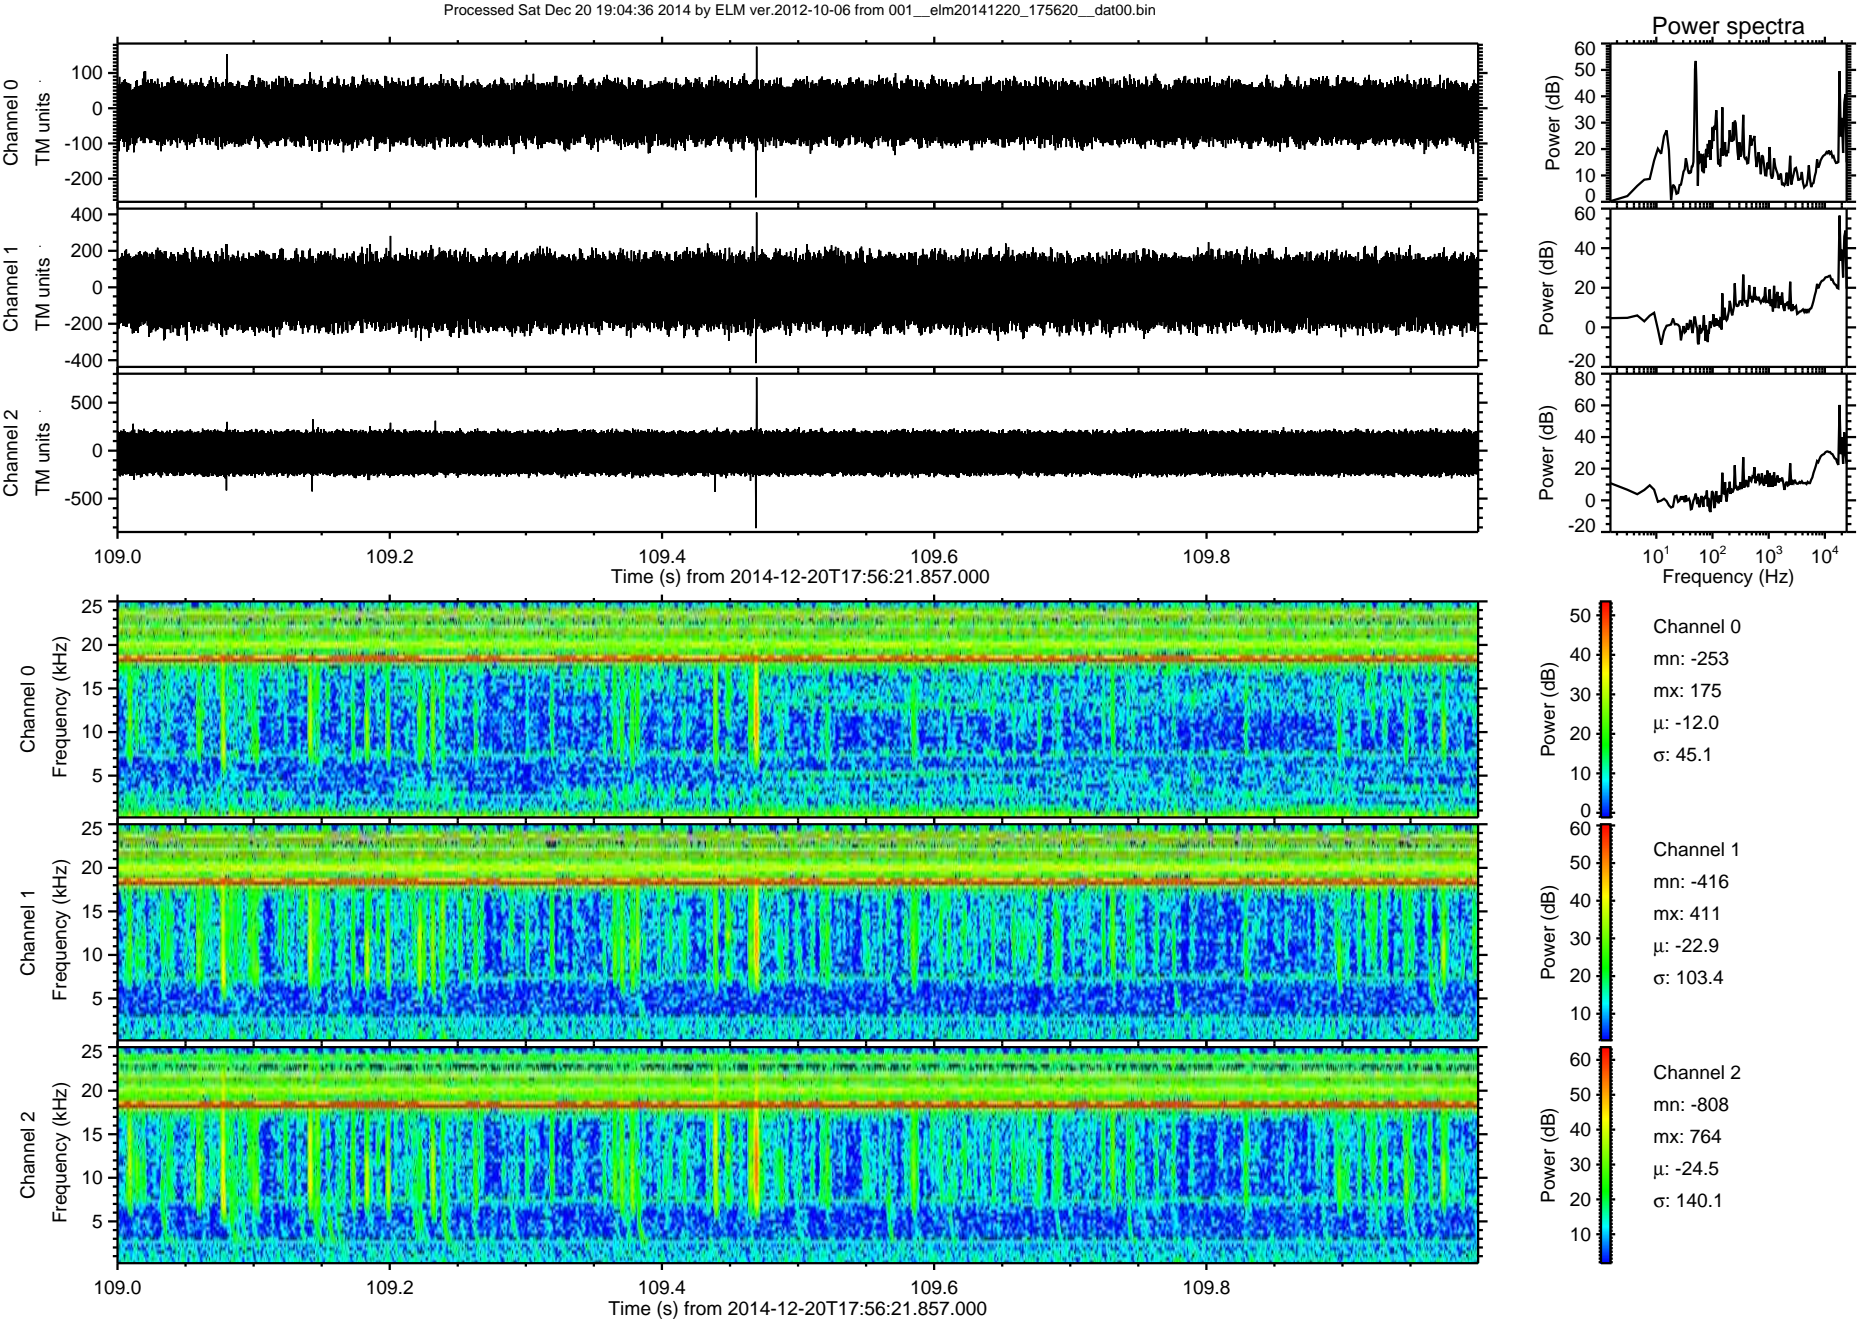 Processed Sat Dec 20 19:04:36 2014 by ELM ver.2012-10-06 from 001__elm20141220_175620__dat00.bin
Power spectra
Channel 0
TM units
100
0
-100
-200
Power (dB)
60
50
40
30
20
10
0
Channel 1
TM units
400
200
0
-200
-400
Power (dB)
60
40
20
0
-20
Channel 2
TM units
500
0
-500
Power (dB)
80
60
40
20
0
-20
109.0 109.2 109.4 109.6 109.8
Time (s) from 2014-12-20T17:56:21.857.000
10^1 10^2 10^3 10^4
Frequency (Hz)
Channel 0
Frequency (kHz)
25
20
15
10
5
Power (dB)
50
40
30
20
10
0
Channel 0
mn: -253
mx: 175
μ: -12.0
σ: 45.1
Channel 1
Frequency (kHz)
25
20
15
10
5
Power (dB)
60
50
40
30
20
10
Channel 1
mn: -416
mx: 411
μ: -22.9
σ: 103.4
Channel 2
Frequency (kHz)
25
20
15
10
5
Power (dB)
60
50
40
30
20
10
Channel 2
mn: -808
mx: 764
μ: -24.5
σ: 140.1
109.0 109.2 109.4 109.6 109.8
Time (s) from 2014-12-20T17:56:21.857.000